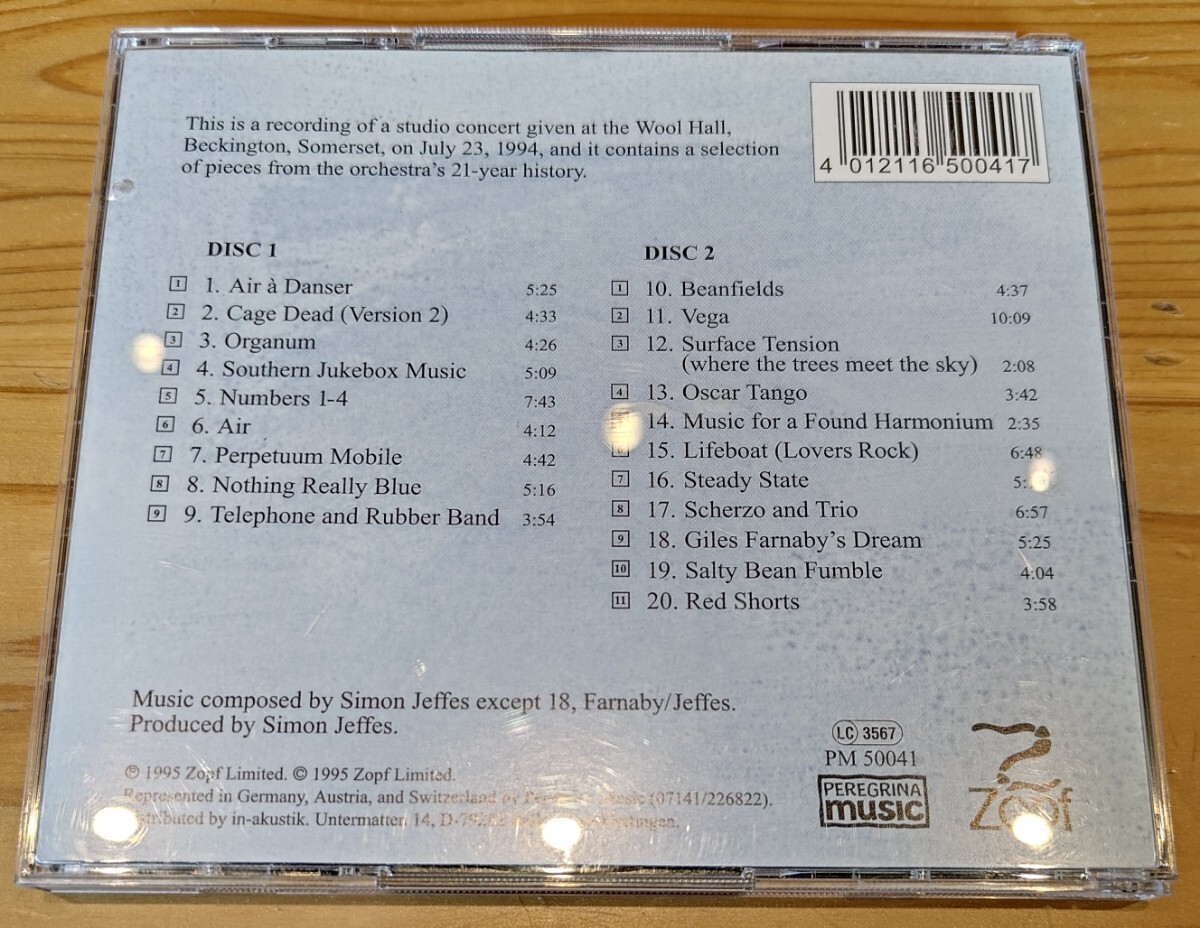 This is a recording of a studio concert given at the Wool Hall,
Beckington, Somerset, on July 23, 1994, and it contains a selection
of pieces from the orchestra's 21-year history.
4 012116 500417
DISC 1
1 1. Air à Danser 5:25
2 2. Cage Dead (Version 2) 4:33
3 3. Organum 4:26
4 4. Southern Jukebox Music 5:09
5 5. Numbers 1-4 7:43
6 6. Air 4:12
7 7. Perpetuum Mobile 4:42
8 8. Nothing Really Blue 5:16
9 9. Telephone and Rubber Band 3:54
DISC 2
1 10. Beanfields 4:37
2 11. Vega 10:09
3 12. Surface Tension
(where the trees meet the sky) 2:08
4 13. Oscar Tango 3:42
14. Music for a Found Harmonium 2:35
15. Lifeboat (Lovers Rock) 6:48
7 16. Steady State
8 17. Scherzo and Trio 6:57
9 18. Giles Farnaby's Dream 5:25
10 19. Salty Bean Fumble 4:04
11 20. Red Shorts 3:58
Music composed by Simon Jeffes except 18, Farnaby/Jeffes.
Produced by Simon Jeffes.
℗ 1995 Zopf Limited. © 1995 Zopf Limited.
Represented in Germany, Austria, and Switzerland by Music (07141/226822).
Distributed by in-akustik. Untermatten 14,
LC 3567
PM 50041
PEREGRINA
music
Zopf